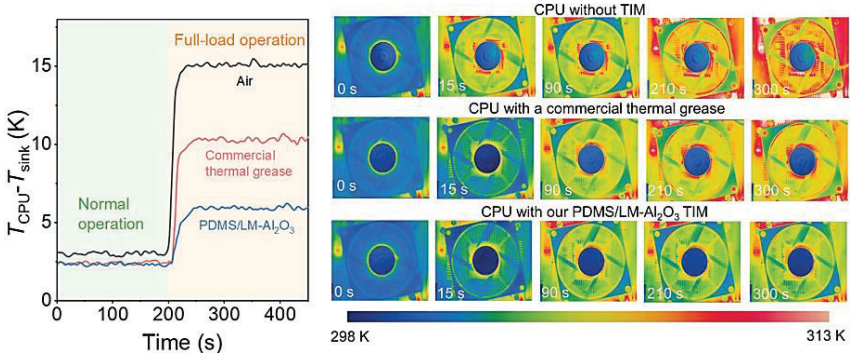 T_CPU-T_sink (K)
15
10
5
0
0
100
200
300
400
Time (s)
Full-load operation
Air
Commercial
thermal grease
Normal
operation
PDMS/LM-Al₂O₃
CPU without TIM
0 s
15 s
90 s
210 s
300 s
CPU with a commercial thermal grease
0 s
15 s
90 s
210 s
300 s
CPU with our PDMS/LM-Al₂O₃ TIM
0 s
15 s
90 s
210 s
300 s
298 K
313 K